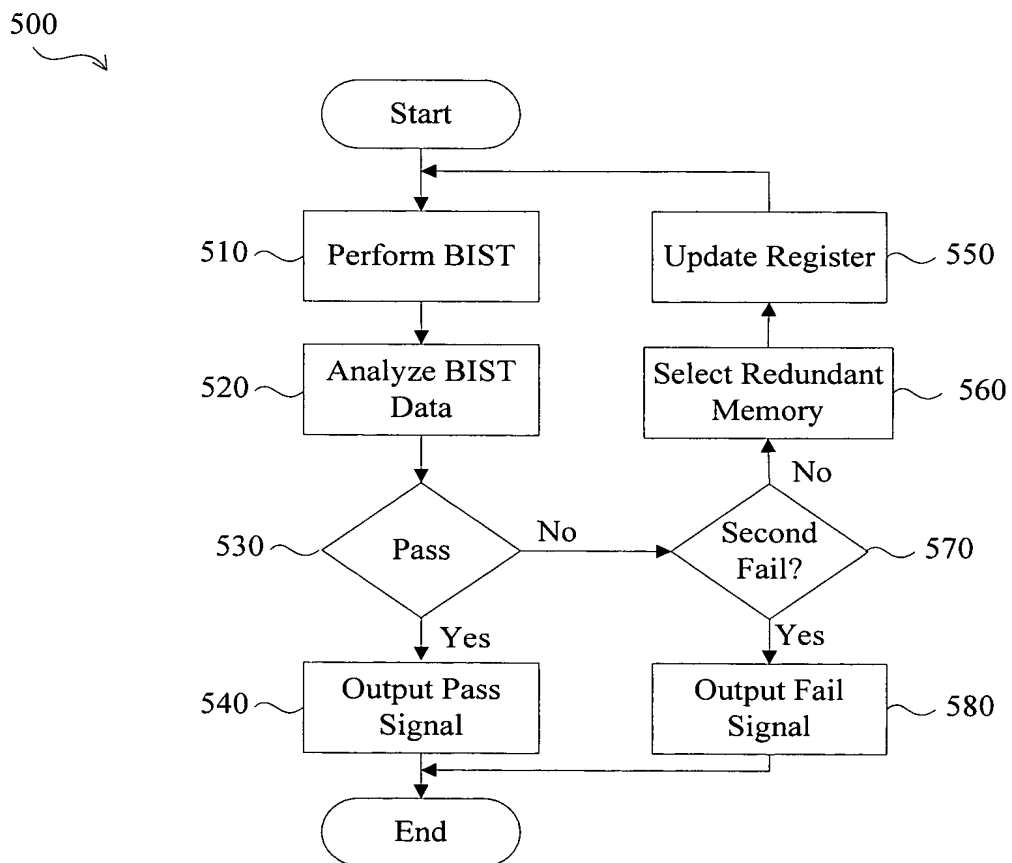 500
Start
510
Perform BIST
Update Register
550
520
Analyze BIST
Data
Select Redundant
Memory
560
No
530
Pass
No
Second
Fail?
570
Yes
Yes
540
Output Pass
Signal
Output Fail
Signal
580
End